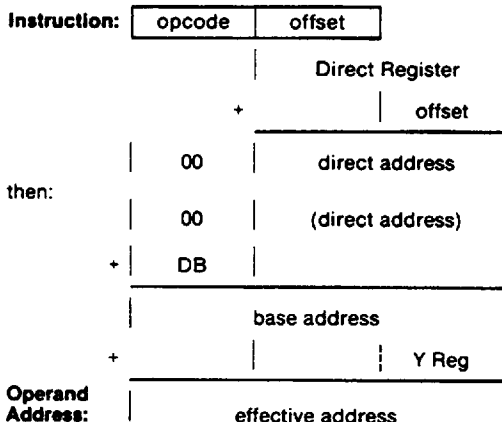 Instruction: opcode offset
Direct Register
+ offset
00 direct address
then:
00 (direct address)
+ DB
base address
+ Y Reg
Operand
Address: effective address